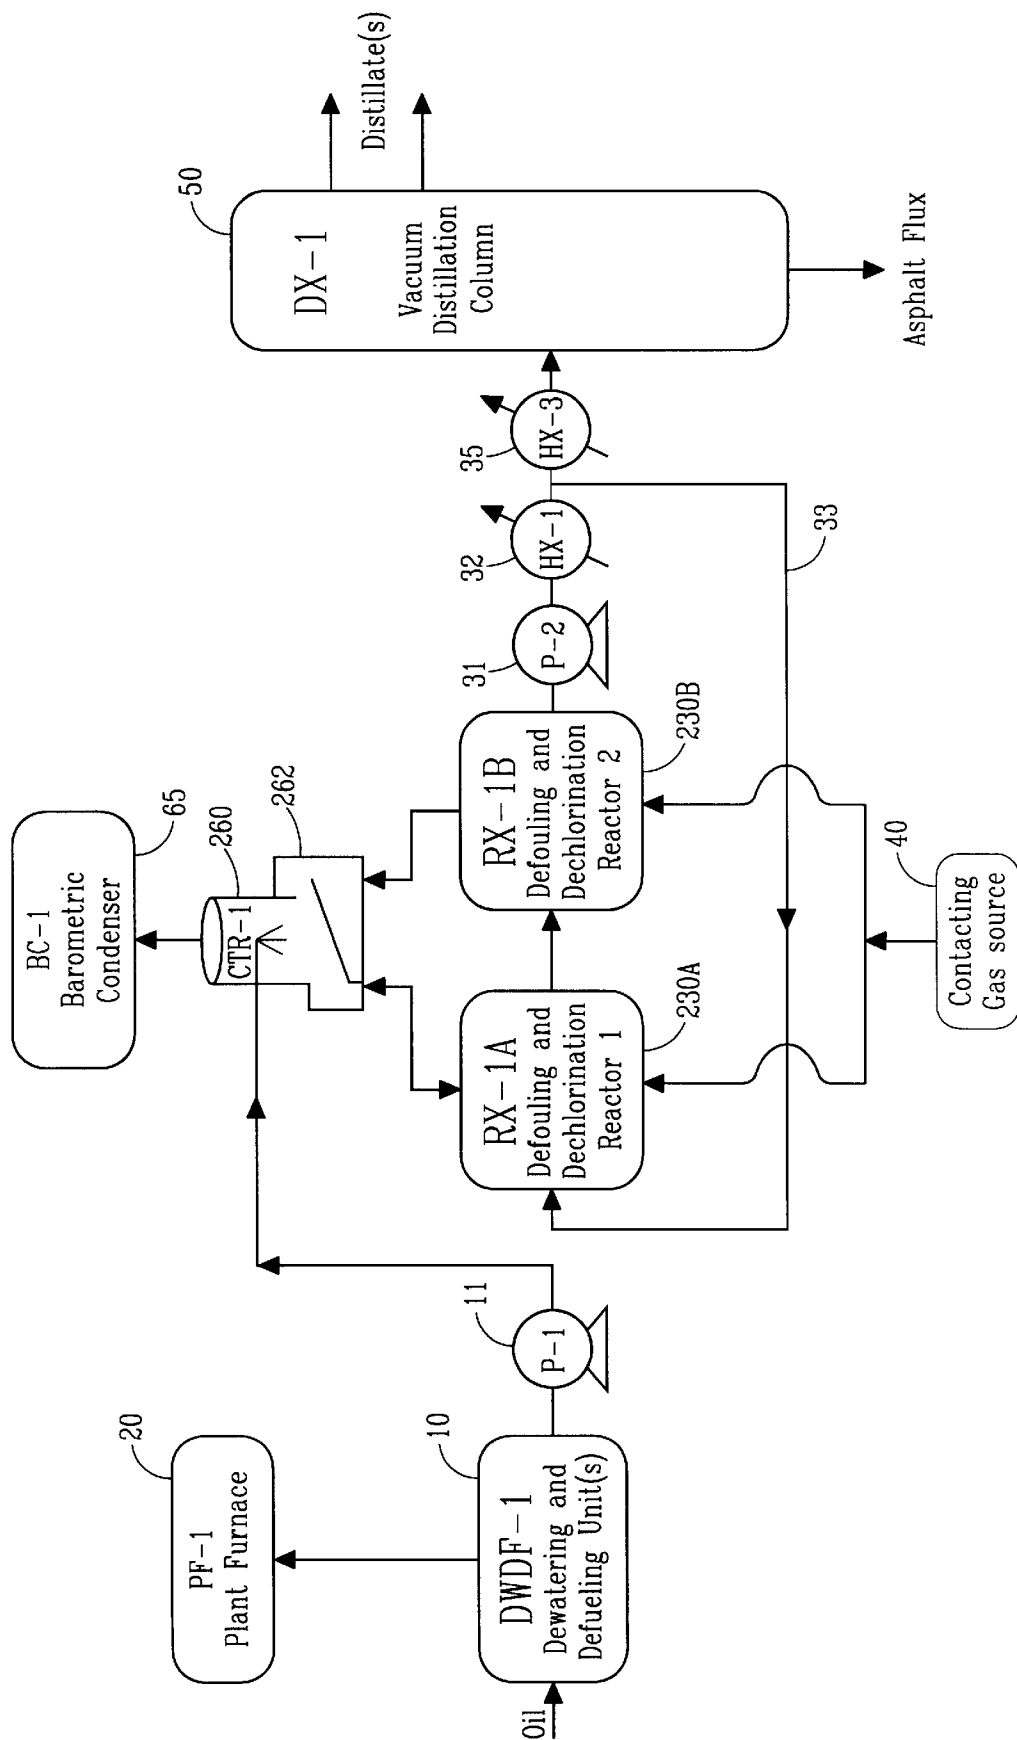 Oil
10
DWDF-1
Dewatering and
Defueling Unit(s)
20
PF-1
Plant Furnace
11
P-1
65
BC-1
Barometric
Condenser
260
CTR-1
262
RX-1A
Defouling and
Dechlorination
Reactor 1
230A
RX-1B
Defouling and
Dechlorination
Reactor 2
230B
40
Contacting
Gas source
31
P-2
32
HX-1
33
35
HX-3
50
DX-1
Vacuum
Distillation
Column
Distillate(s)
Asphalt Flux